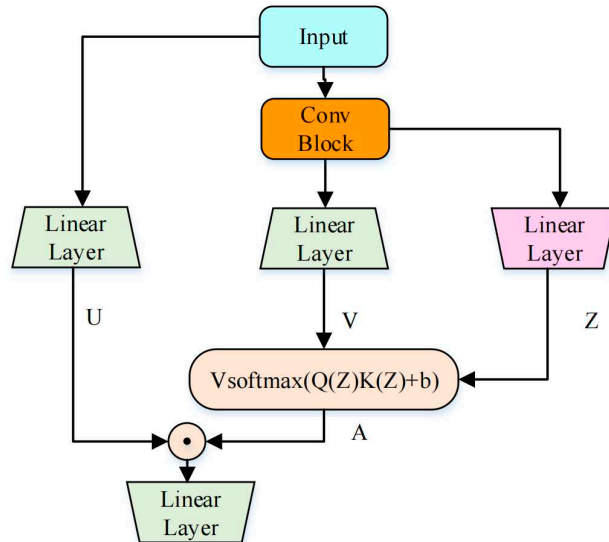 Input
Conv
Block
Linear
Layer
Linear
Layer
Linear
Layer
U
V
Z
Vsoftmax(Q(Z)K(Z)+b)
A
Linear
Layer